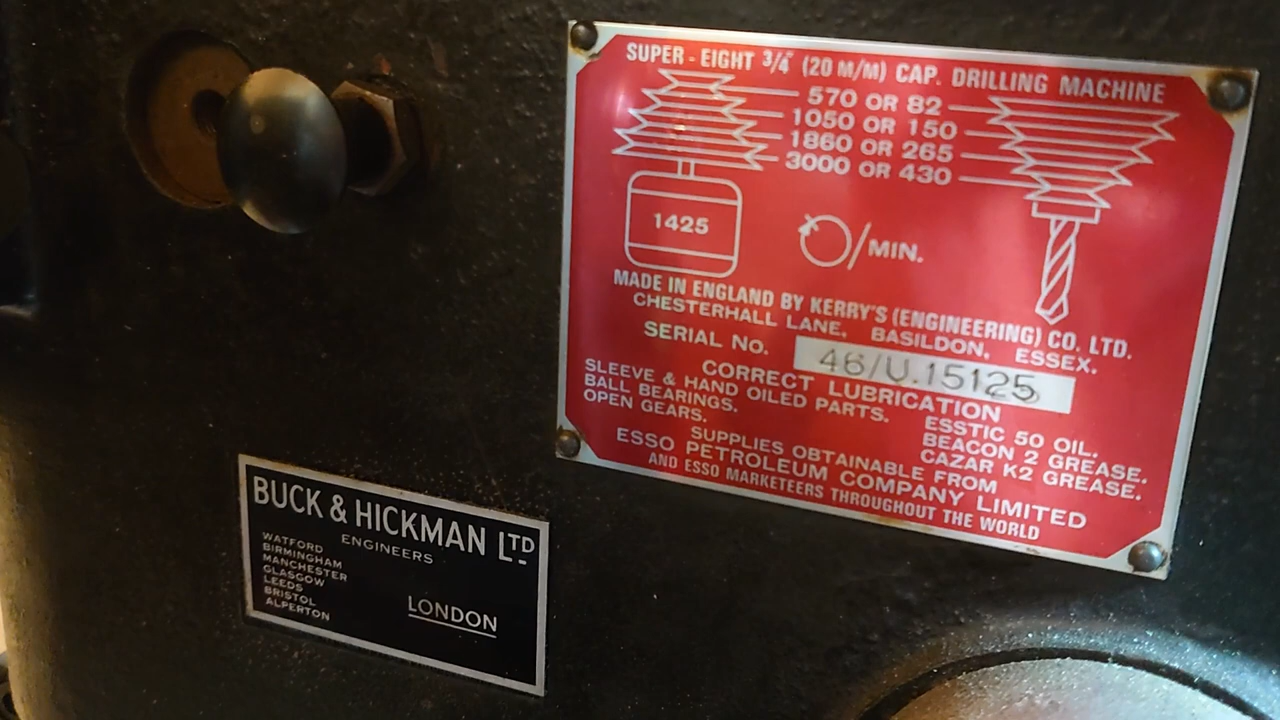 SUPER - EIGHT 3/4" (20 M/M) CAP. DRILLING MACHINE
570 OR 82
1050 OR 150
1860 OR 265
3000 OR 430
1425
/MIN.
MADE IN ENGLAND BY KERRY'S (ENGINEERING) CO. LTD.
CHESTERHALL LANE, BASILDON, ESSEX.
SERIAL No. 46/U.15125
CORRECT LUBRICATION
SLEEVE & HAND OILED PARTS. ESSTIC 50 OIL.
BALL BEARINGS. BEACON 2 GREASE.
OPEN GEARS. CAZAR K2 GREASE.
SUPPLIES OBTAINABLE FROM
ESSO PETROLEUM COMPANY LIMITED
AND ESSO MARKETEERS THROUGHOUT THE WORLD
BUCK & HICKMAN LTD
ENGINEERS
WATFORD
BIRMINGHAM
MANCHESTER
GLASGOW
LEEDS
BRISTOL
ALPERTON
LONDON